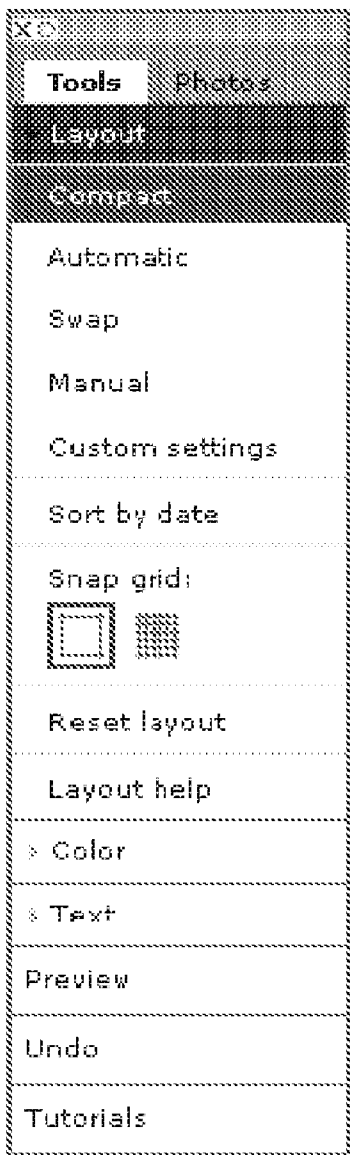 Tools Photos
Layout
Compact
Automatic
Swap
Manual
Custom settings
Sort by date
Snap grid:
Reset layout
Layout help
Color
Text
Preview
Undo
Tutorials